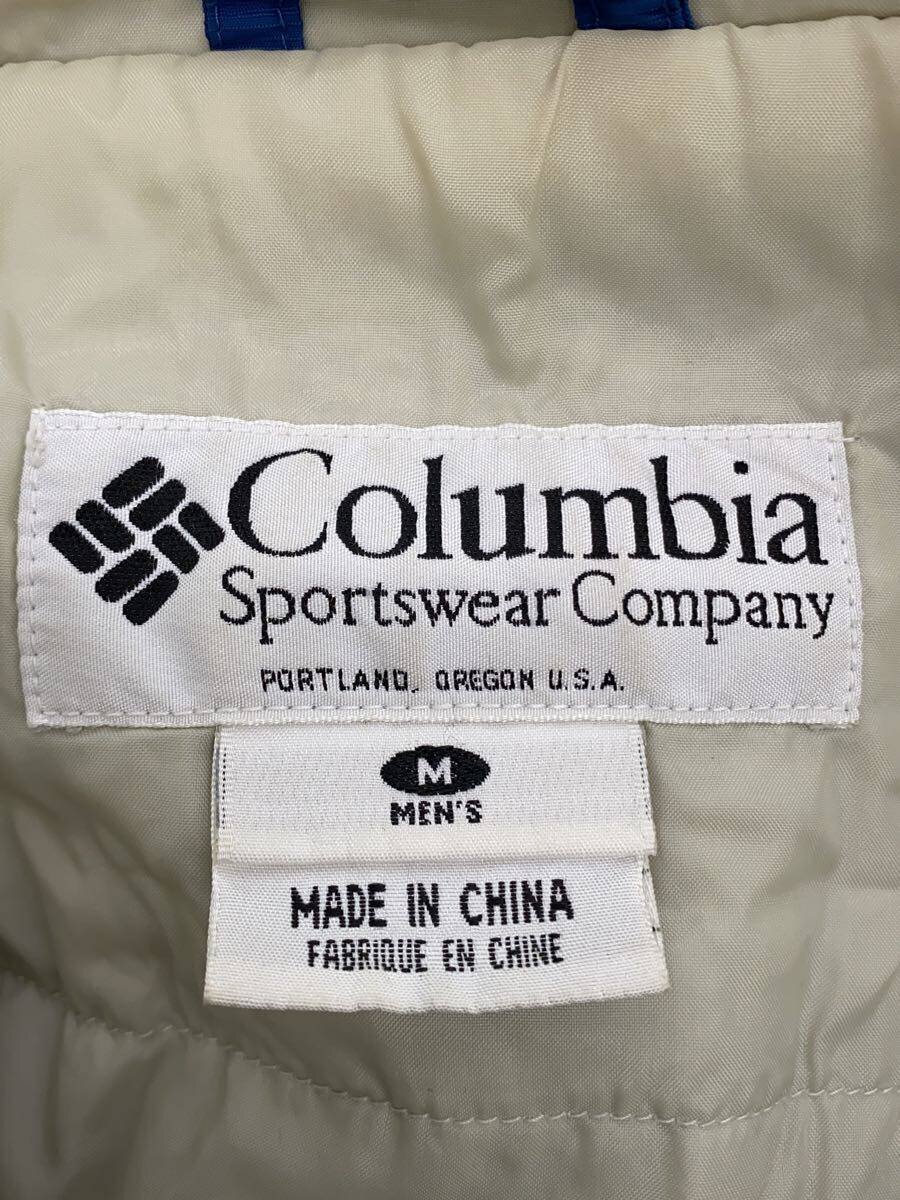 Columbia
Sportswear Company
PORTLAND, OREGON U.S.A.
M
MEN'S
MADE IN CHINA
FABRIQUE EN CHINE